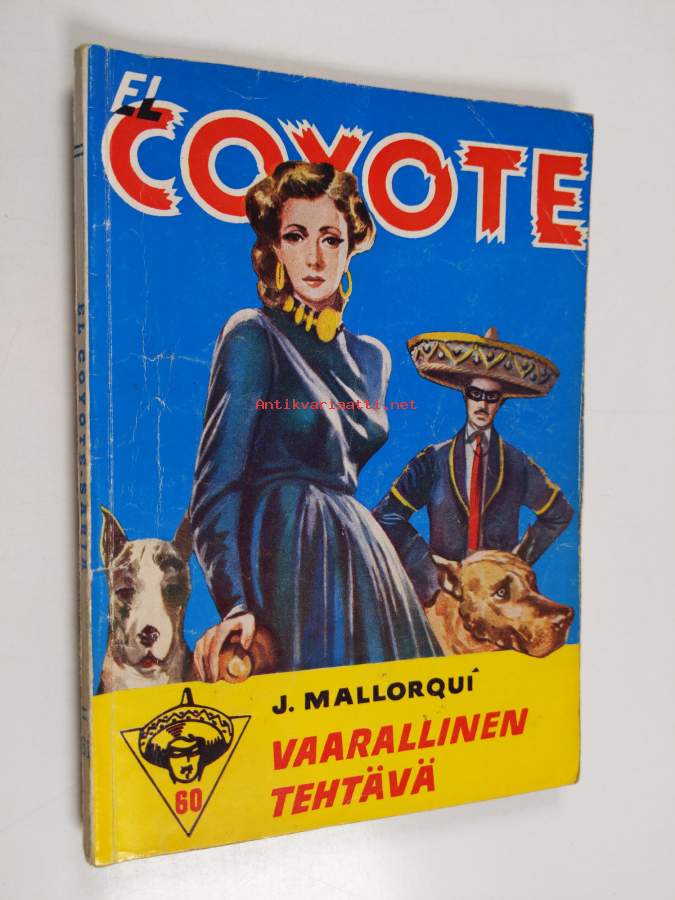 EL
COYOTE
Antikvariaatti.net
J. MALLORQUÍ
VAARALLINEN
TEHTÄVÄ
60
EL COYOTE-SARJA